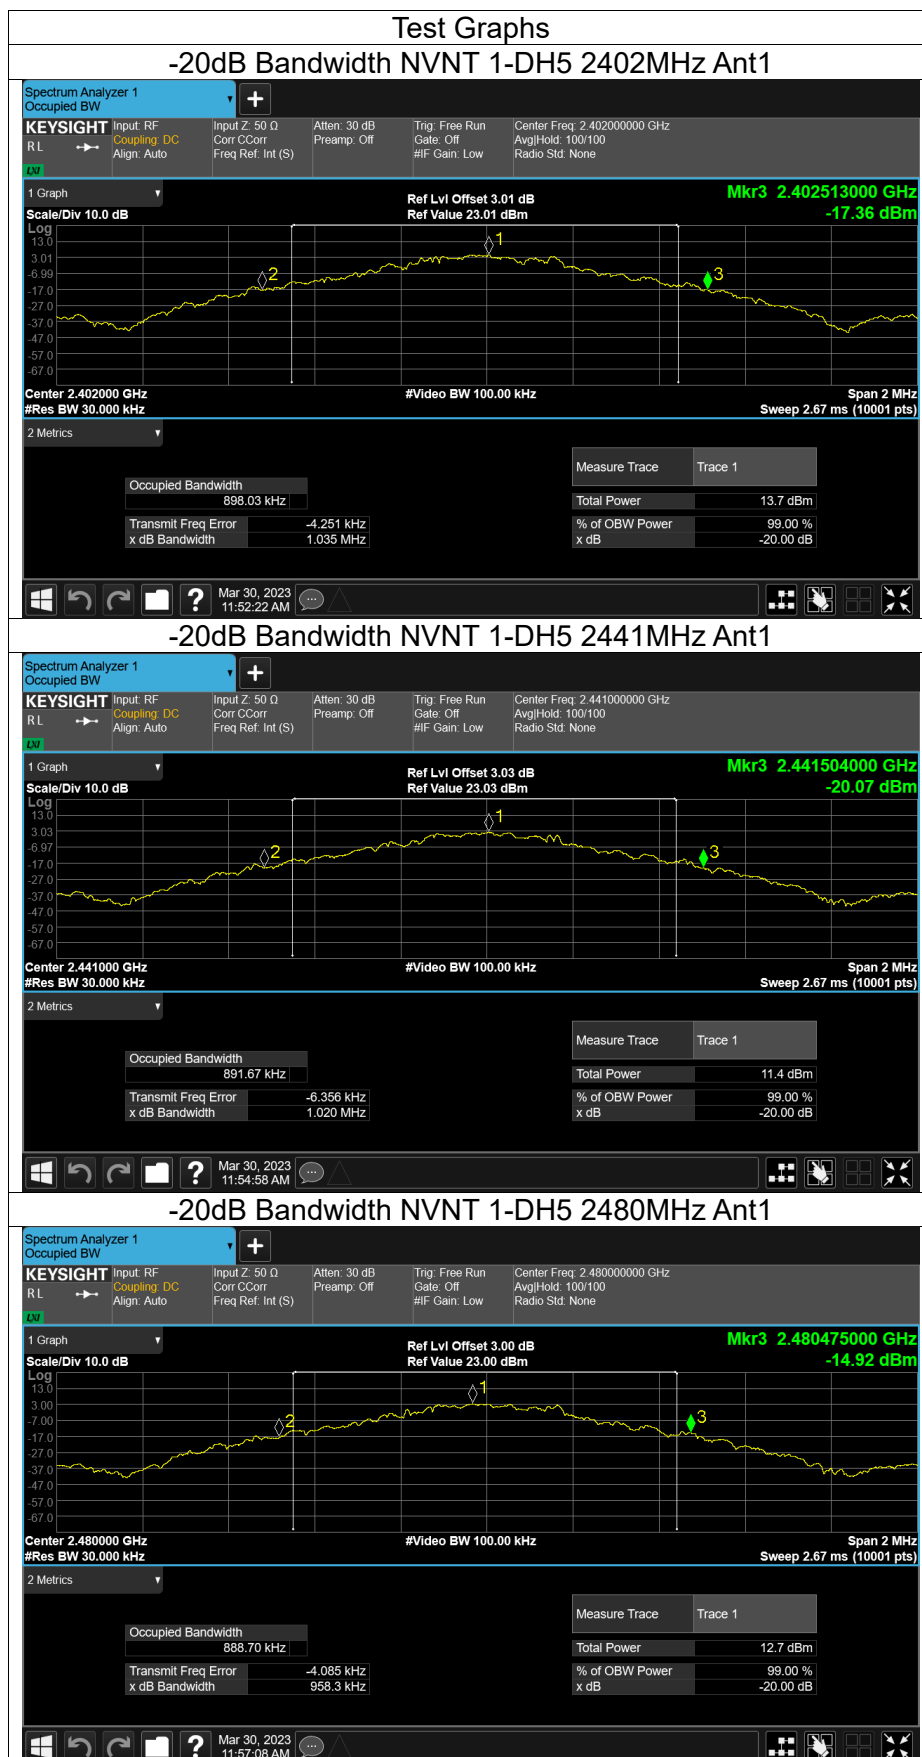 Test Graphs
-20dB Bandwidth NVNT 1-DH5 2402MHz Ant1
Spectrum Analyzer 1
Occupied BW
KEYSIGHT Input: RF Input Z: 50 Ω Atten: 30 dB Trig: Free Run Center Freq: 2.402000000 GHz
RL Coupling: DC Corr CCorr Preamp: Off Gate: Off Avg|Hold: 100/100
Align: Auto Freq Ref: Int (S) #IF Gain: Low Radio Std: None
LXI
1 Graph Ref Lvl Offset 3.01 dB Mkr3 2.402513000 GHz
Scale/Div 10.0 dB Ref Value 23.01 dBm -17.36 dBm
Log
13.0
3.01
-6.99
-17.0
-27.0
-37.0
-47.0
-57.0
-67.0
1
2
3
Center 2.402000 GHz #Video BW 100.00 kHz Span 2 MHz
#Res BW 30.000 kHz Sweep 2.67 ms (10001 pts)
2 Metrics
Measure Trace Trace 1
Occupied Bandwidth
898.03 kHz Total Power 13.7 dBm
Transmit Freq Error -4.251 kHz % of OBW Power 99.00 %
x dB Bandwidth 1.035 MHz x dB -20.00 dB
Mar 30, 2023
11:52:22 AM
-20dB Bandwidth NVNT 1-DH5 2441MHz Ant1
Spectrum Analyzer 1
Occupied BW
KEYSIGHT Input: RF Input Z: 50 Ω Atten: 30 dB Trig: Free Run Center Freq: 2.441000000 GHz
RL Coupling: DC Corr CCorr Preamp: Off Gate: Off Avg|Hold: 100/100
Align: Auto Freq Ref: Int (S) #IF Gain: Low Radio Std: None
LXI
1 Graph Ref Lvl Offset 3.03 dB Mkr3 2.441504000 GHz
Scale/Div 10.0 dB Ref Value 23.03 dBm -20.07 dBm
Log
13.0
3.03
-6.97
-17.0
-27.0
-37.0
-47.0
-57.0
-67.0
1
2
3
Center 2.441000 GHz #Video BW 100.00 kHz Span 2 MHz
#Res BW 30.000 kHz Sweep 2.67 ms (10001 pts)
2 Metrics
Measure Trace Trace 1
Occupied Bandwidth
891.67 kHz Total Power 11.4 dBm
Transmit Freq Error -6.356 kHz % of OBW Power 99.00 %
x dB Bandwidth 1.020 MHz x dB -20.00 dB
Mar 30, 2023
11:54:58 AM
-20dB Bandwidth NVNT 1-DH5 2480MHz Ant1
Spectrum Analyzer 1
Occupied BW
KEYSIGHT Input: RF Input Z: 50 Ω Atten: 30 dB Trig: Free Run Center Freq: 2.480000000 GHz
RL Coupling: DC Corr CCorr Preamp: Off Gate: Off Avg|Hold: 100/100
Align: Auto Freq Ref: Int (S) #IF Gain: Low Radio Std: None
LXI
1 Graph Ref Lvl Offset 3.00 dB Mkr3 2.480475000 GHz
Scale/Div 10.0 dB Ref Value 23.00 dBm -14.92 dBm
Log
13.0
3.00
-7.00
-17.0
-27.0
-37.0
-47.0
-57.0
-67.0
1
2
3
Center 2.480000 GHz #Video BW 100.00 kHz Span 2 MHz
#Res BW 30.000 kHz Sweep 2.67 ms (10001 pts)
2 Metrics
Measure Trace Trace 1
Occupied Bandwidth
888.70 kHz Total Power 12.7 dBm
Transmit Freq Error -4.085 kHz % of OBW Power 99.00 %
x dB Bandwidth 958.3 kHz x dB -20.00 dB
Mar 30, 2023
11:57:08 AM